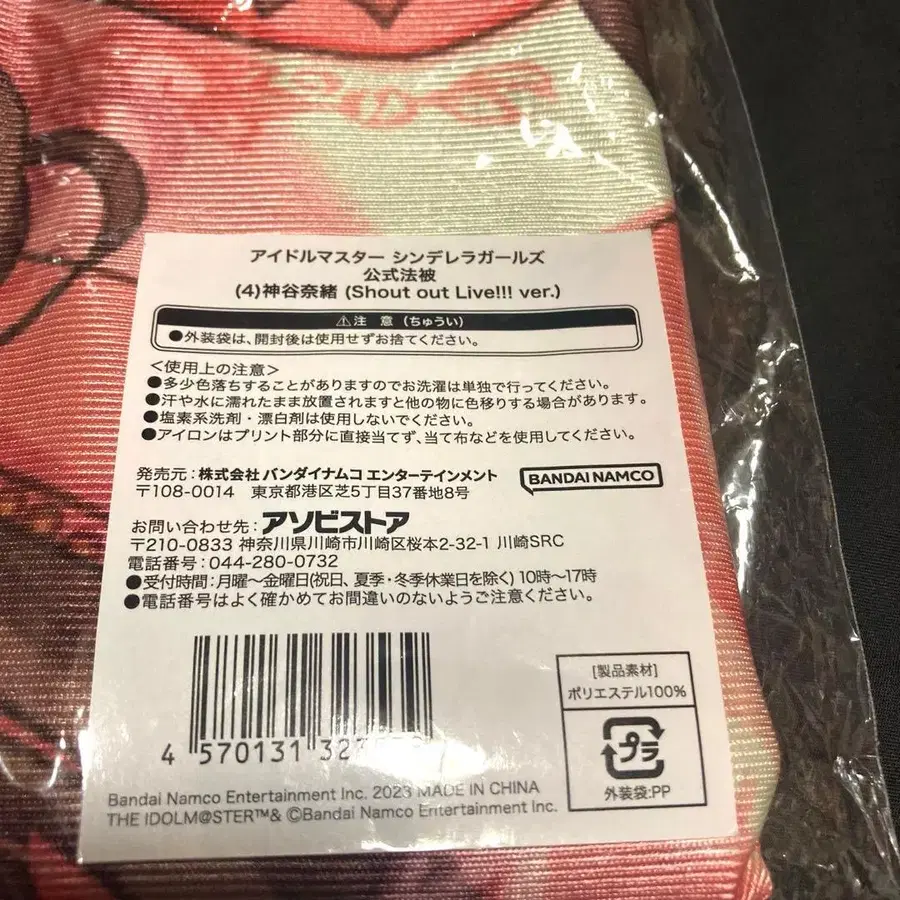 アイドルマスター シンデレラガールズ
公式法被
(4)神谷奈緒 (Shout out Live!!! ver.)
⚠注 意 (ちゅうい)
●外装袋は、開封後は使用せずお捨てください。
＜使用上の注意＞
●多少色落ちすることがありますのでお洗濯は単独で行ってください。
●汗や水に濡れたまま放置されますと他の物に色移りする場合があります。
●塩素系洗剤・漂白剤は使用しないでください。
●アイロンはプリント部分に直接当てず、当て布などを使用してください。
発売元：株式会社 バンダイナムコ エンターテインメント
BANDAI NAMCO
〒108-0014 東京都港区芝5丁目37番地8号
お問い合わせ先：アソビストア
〒210-0833 神奈川県川崎市川崎区桜本2-32-1 川崎SRC
電話番号：044-280-0732
●受付時間：月曜～金曜日(祝日、夏季・冬季休業日を除く) 10時～17時
●電話番号はよく確かめてお間違いのないようご注意ください。
4 570131
[製品素材]
ポリエステル100%
プラ
外装袋:PP
Bandai Namco Entertainment Inc. 2023 MADE IN CHINA
THE IDOLM@STER™& ©Bandai Namco Entertainment Inc.